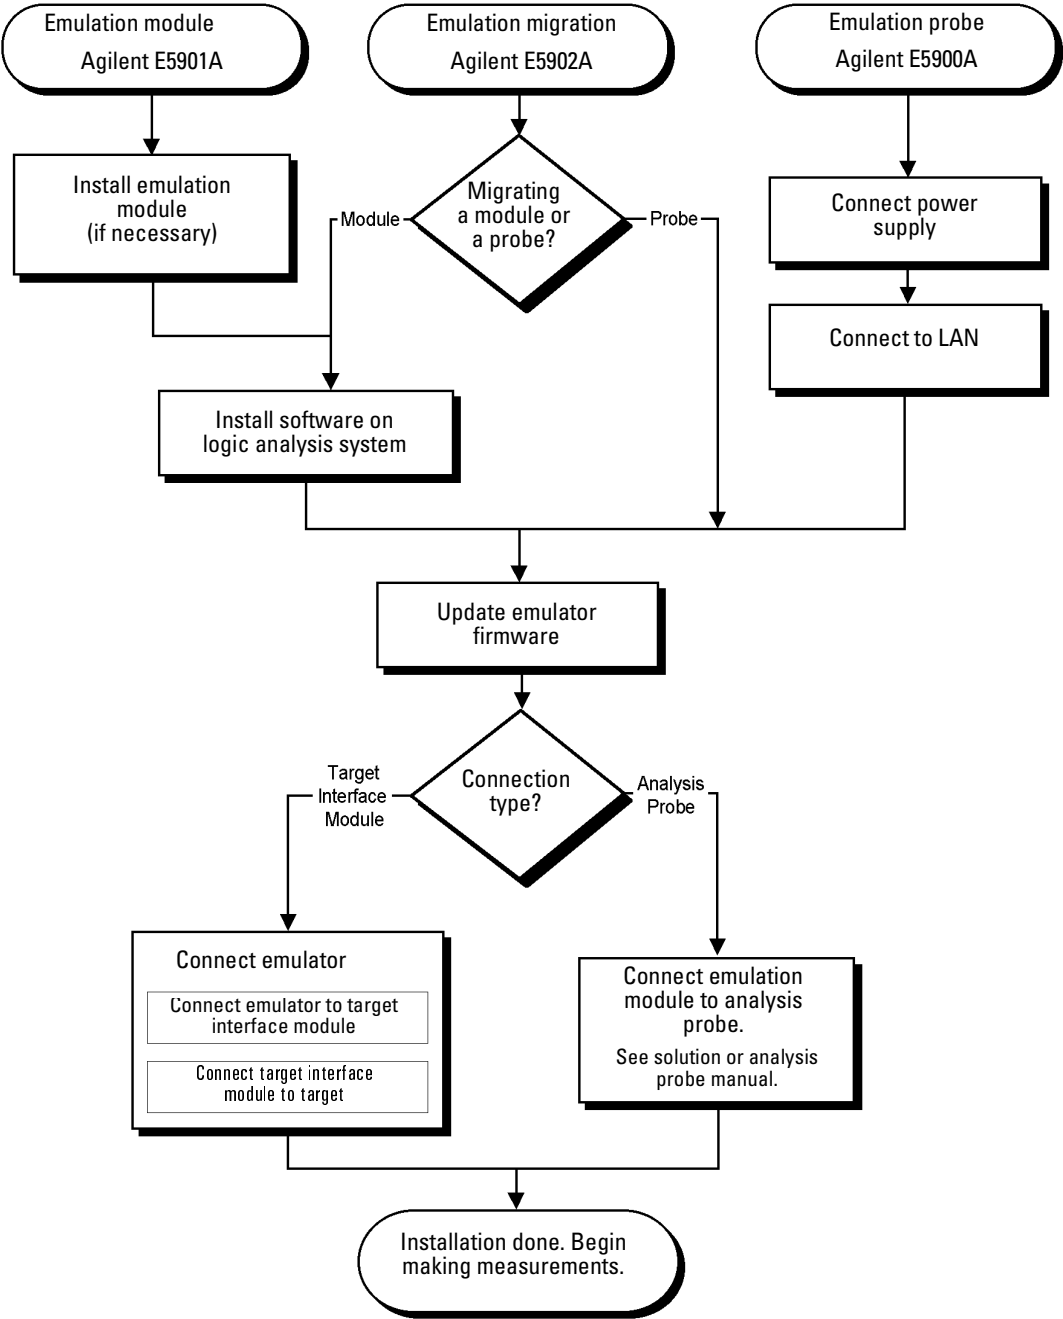 Emulation module
Agilent E5901A
Emulation migration
Agilent E5902A
Emulation probe
Agilent E5900A
Install emulation
module
(if necessary)
Migrating
a module or
a probe?
Module
Probe
Connect power
supply
Connect to LAN
Install software on
logic analysis system
Update emulator
firmware
Connection
type?
Target
Interface
Module
Analysis
Probe
Connect emulator
Connect emulator to target
interface module
Connect target interface
module to target
Connect emulation
module to analysis
probe.
See solution or analysis
probe manual.
Installation done. Begin
making measurements.